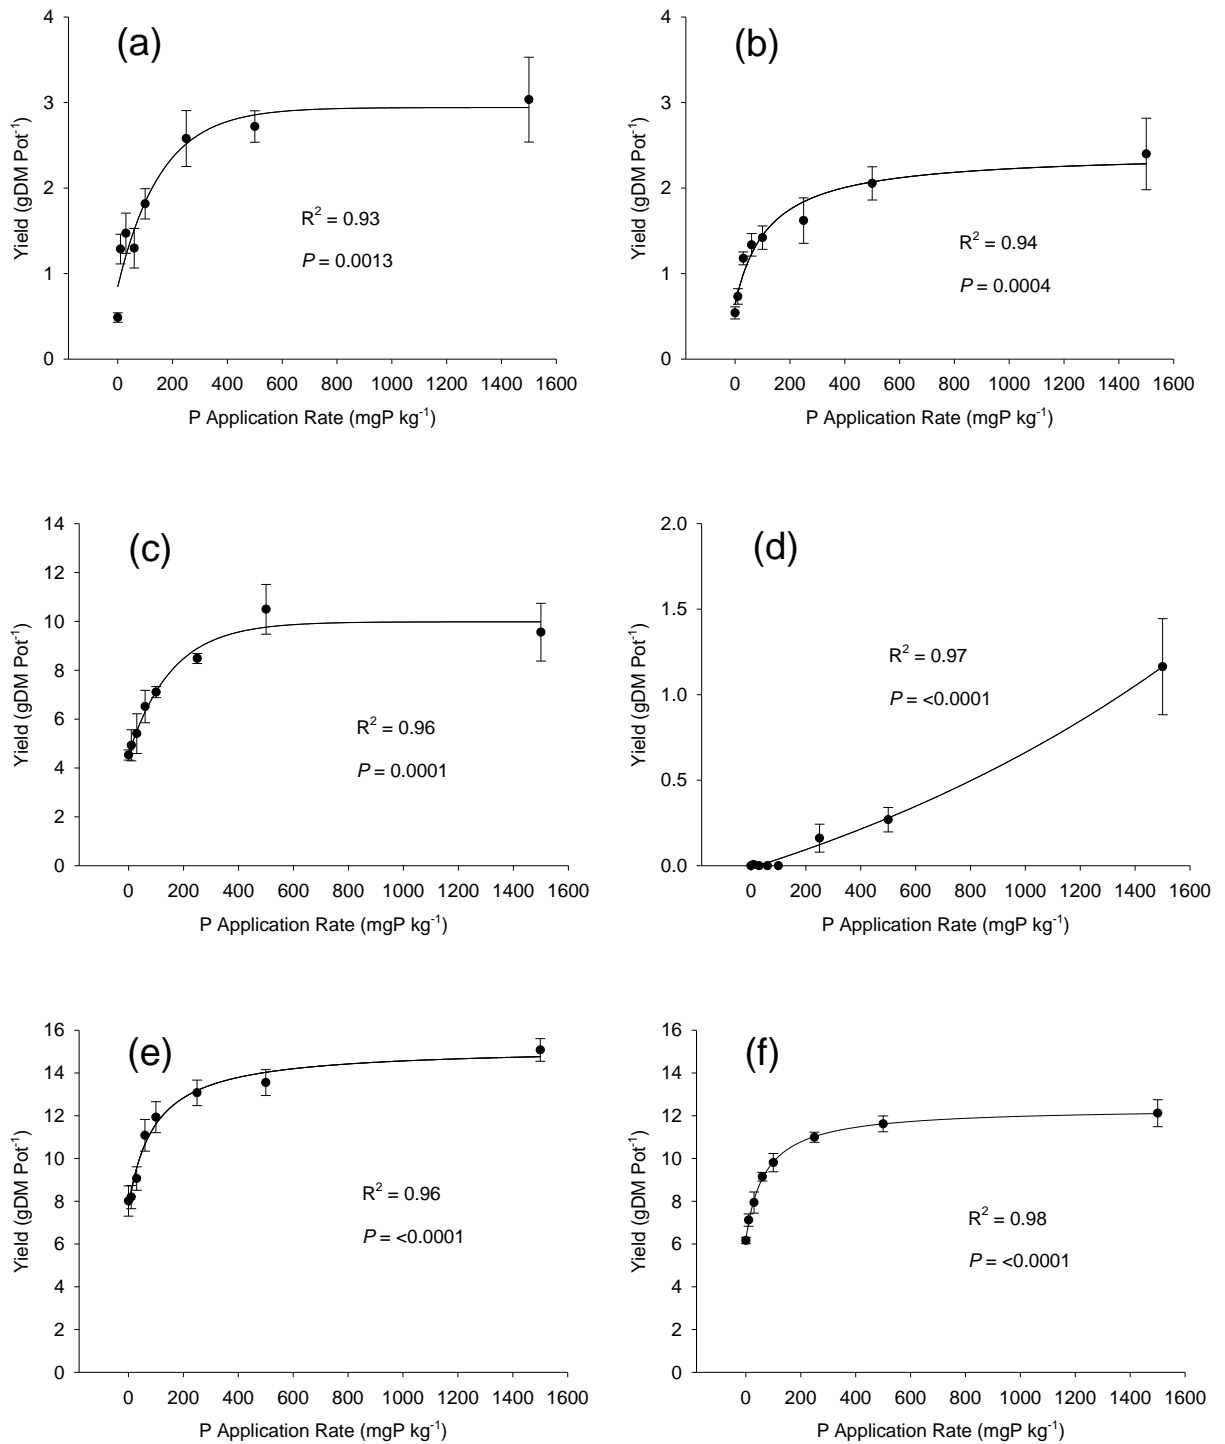 (a)
4
3
2
1
0
Yield (gDM Pot⁻¹)
R² = 0.93
P = 0.0013
0 200 400 600 800 1000 1200 1400 1600
P Application Rate (mgP kg⁻¹)
(b)
4
3
2
1
0
Yield (gDM Pot⁻¹)
R² = 0.94
P = 0.0004
0 200 400 600 800 1000 1200 1400 1600
P Application Rate (mgP kg⁻¹)
(c)
14
12
10
8
6
4
2
0
Yield (gDM Pot⁻¹)
R² = 0.96
P = 0.0001
0 200 400 600 800 1000 1200 1400 1600
P Application Rate (mgP kg⁻¹)
(d)
2.0
1.5
1.0
0.5
0.0
Yield (gDM Pot⁻¹)
R² = 0.97
P = <0.0001
0 200 400 600 800 1000 1200 1400 1600
P Application Rate (mgP kg⁻¹)
(e)
16
14
12
10
8
6
4
2
0
Yield (gDM Pot⁻¹)
R² = 0.96
P = <0.0001
0 200 400 600 800 1000 1200 1400 1600
P Application Rate (mgP kg⁻¹)
(f)
16
14
12
10
8
6
4
2
0
Yield (gDM Pot⁻¹)
R² = 0.98
P = <0.0001
0 200 400 600 800 1000 1200 1400 1600
P Application Rate (mgP kg⁻¹)